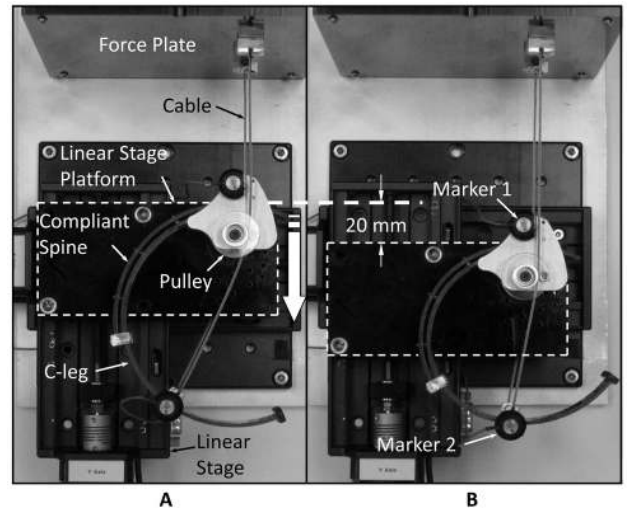 Force Plate
Cable
Linear Stage
Platform
Compliant
Spine
Pulley
C-leg
Linear
Stage
Marker 1
20 mm
Marker 2
A
B